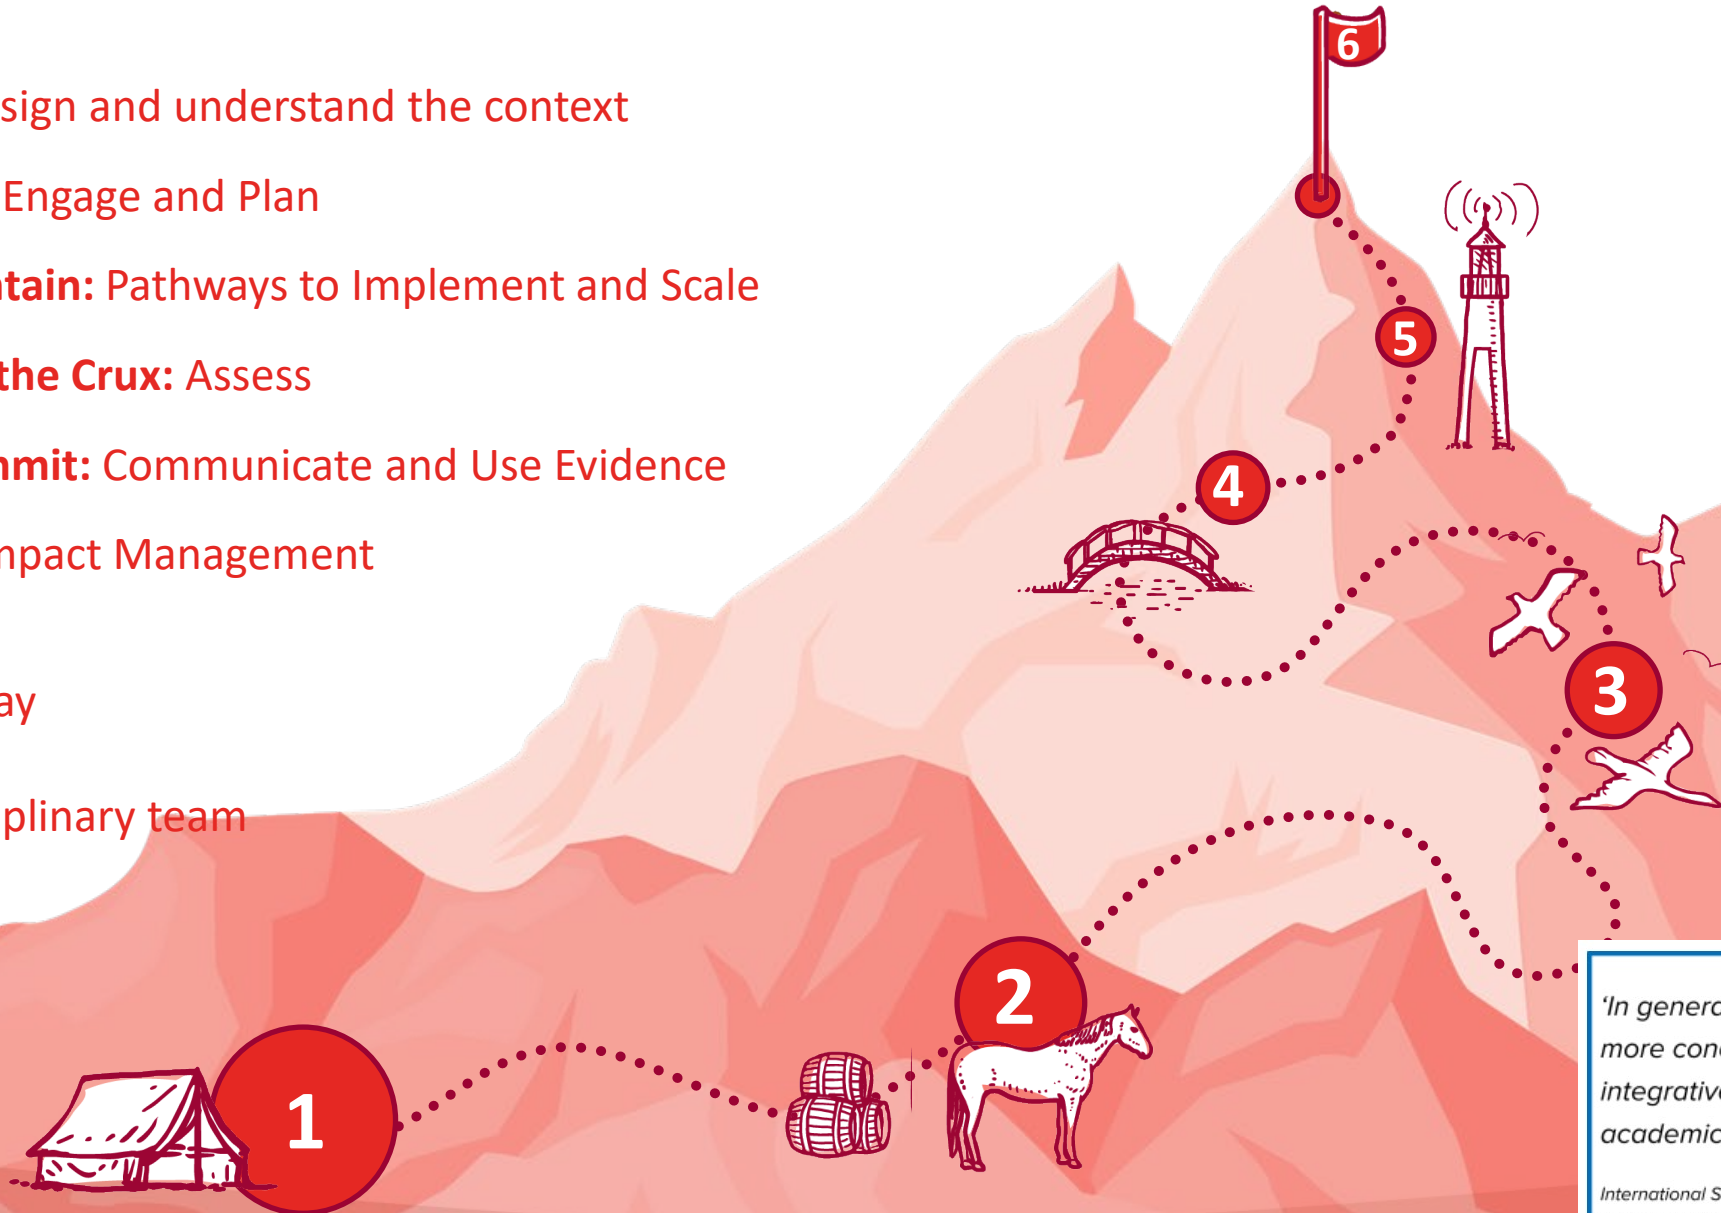 sign and understand the context
Engage and Plan
tain: Pathways to Implement and Scale
the Crux: Assess
mit: Communicate and Use Evidence
mpact Management
ay
plinary team
6
5
4
3
2
1
'In genera
more con
integrativ
academic
International S